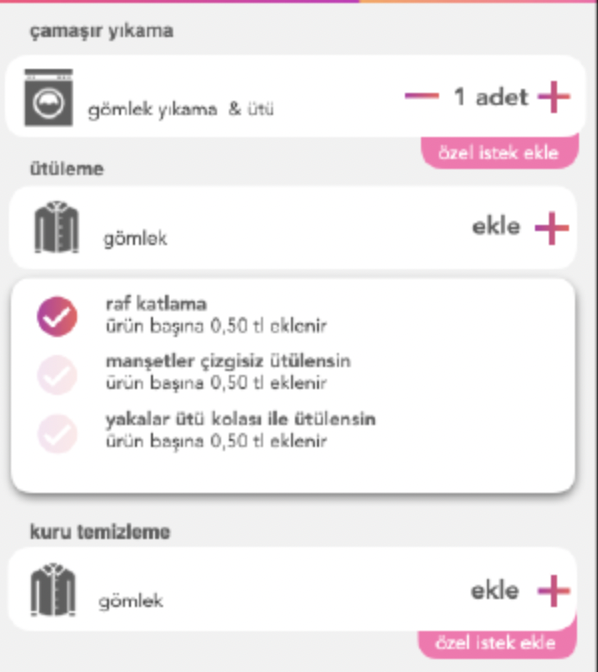 çamaşır yıkama
gömlek yıkama & ütü
1 adet
özel istek ekle
ütüleme
gömlek
ekle
raf katlama
ürün başına 0,50 tl eklenir
manşetler çizgisiz ütülensin
ürün başına 0,50 tl eklenir
yakalar ütü kolası ile ütülensin
ürün başına 0,50 tl eklenir
kuru temizleme
gömlek
ekle
özel istek ekle